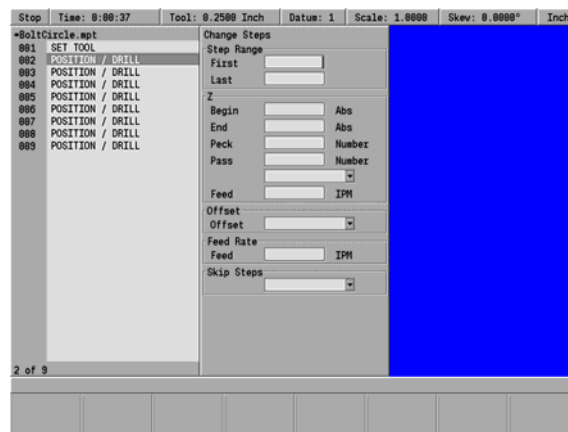 Stop Time: 0:00:37 Tool: 0.2500 Inch Datum: 1 Scale: 1.0000 Skew: 0.0000° Inch
*BoltCircle.mpt
001 SET TOOL
002 POSITION / DRILL
003 POSITION / DRILL
004 POSITION / DRILL
005 POSITION / DRILL
006 POSITION / DRILL
007 POSITION / DRILL
008 POSITION / DRILL
009 POSITION / DRILL
2 of 9
Change Steps
Step Range
First
Last
Z
Begin Abs
End Abs
Peck Number
Pass Number
Feed IPM
Offset
Offset
Feed Rate
Feed IPM
Skip Steps